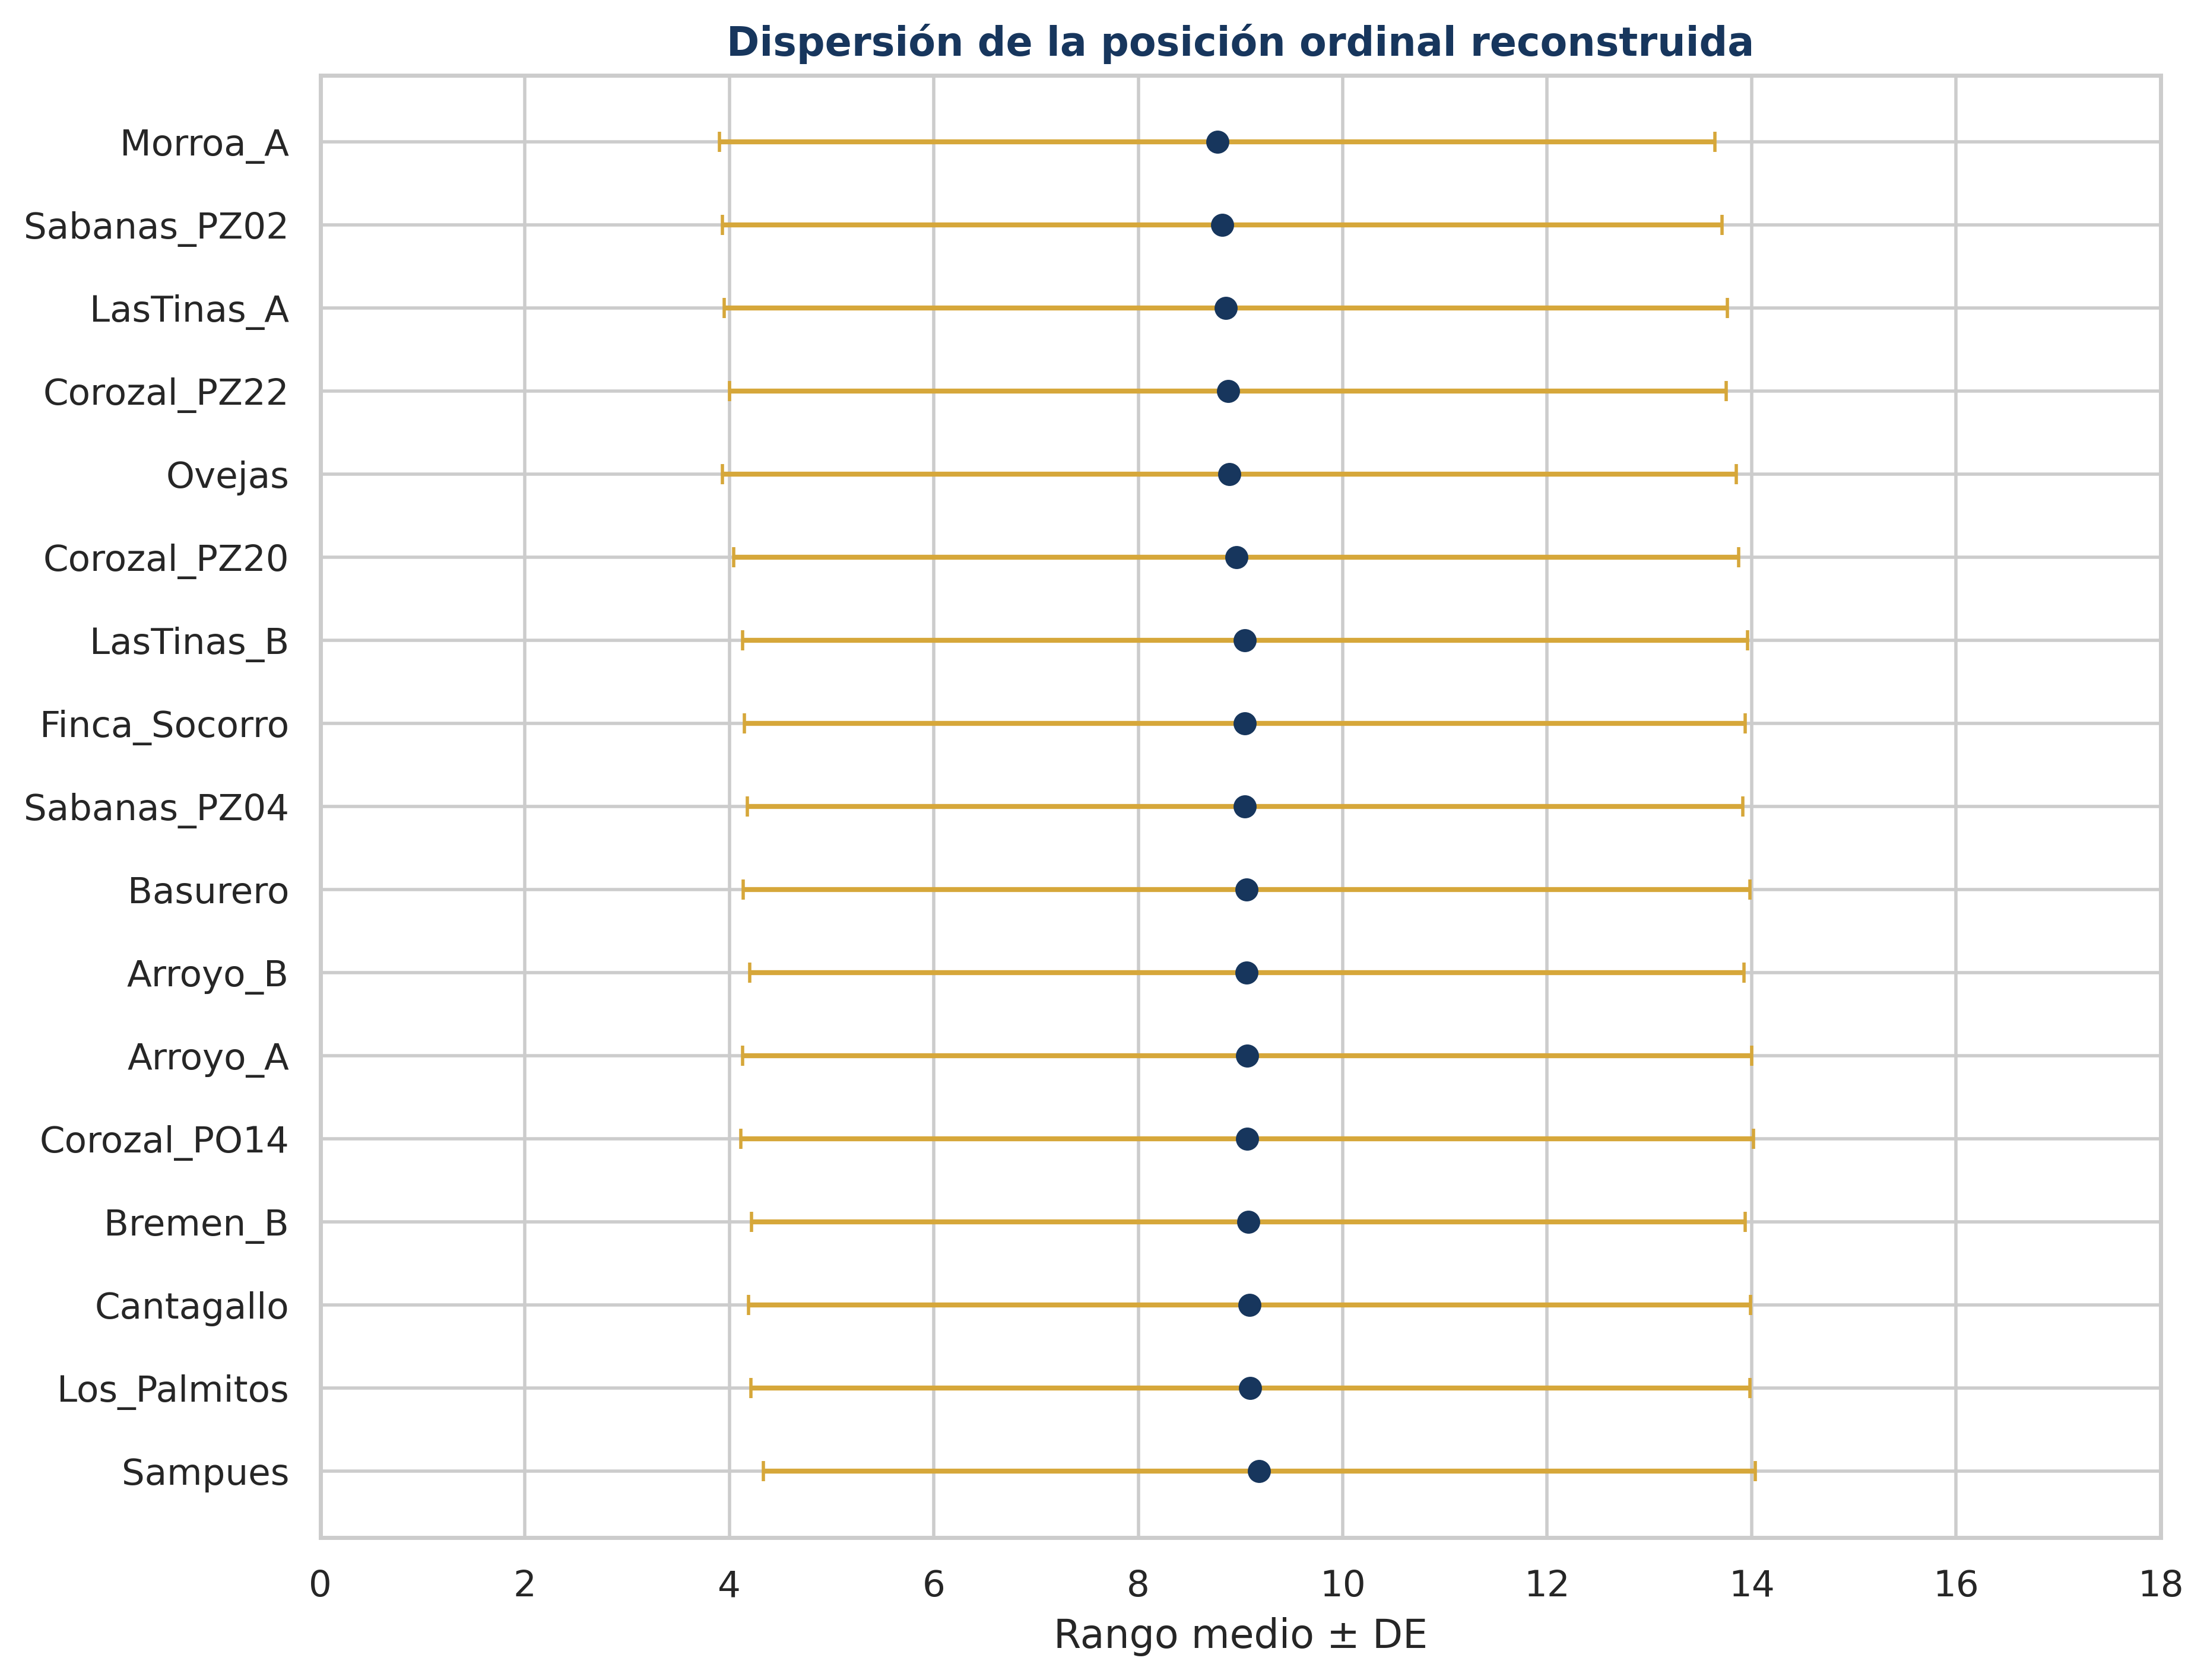 Dispersión de la posición ordinal reconstruida
Morroa_A
Sabanas_PZ02
LasTinas_A
Corozal_PZ22
Ovejas
Corozal_PZ20
LasTinas_B
Finca_Socorro
Sabanas_PZ04
Basurero
Arroyo_B
Arroyo_A
Corozal_PO14
Bremen_B
Cantagallo
Los_Palmitos
Sampues
0 2 4 6 8 10 12 14 16 18
Rango medio ± DE